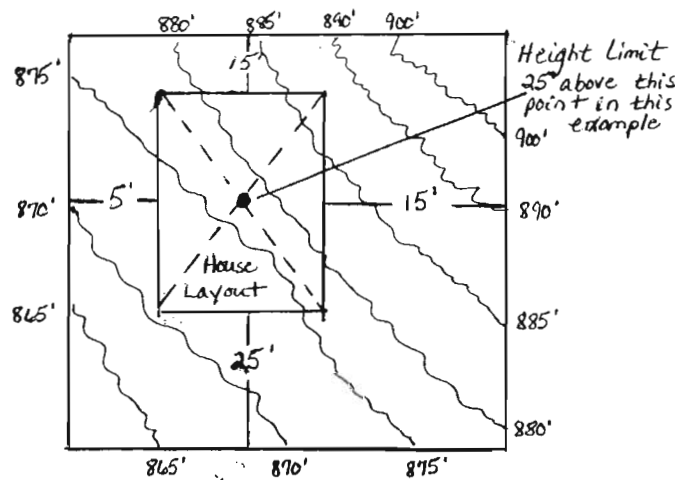 880' 885' 890' 900'
15'
Height Limit
25 above this
point in this
example
875'
900'
870'
5'
15'
890'
House
Layout
865'
885'
25'
880'
865' 870' 875'